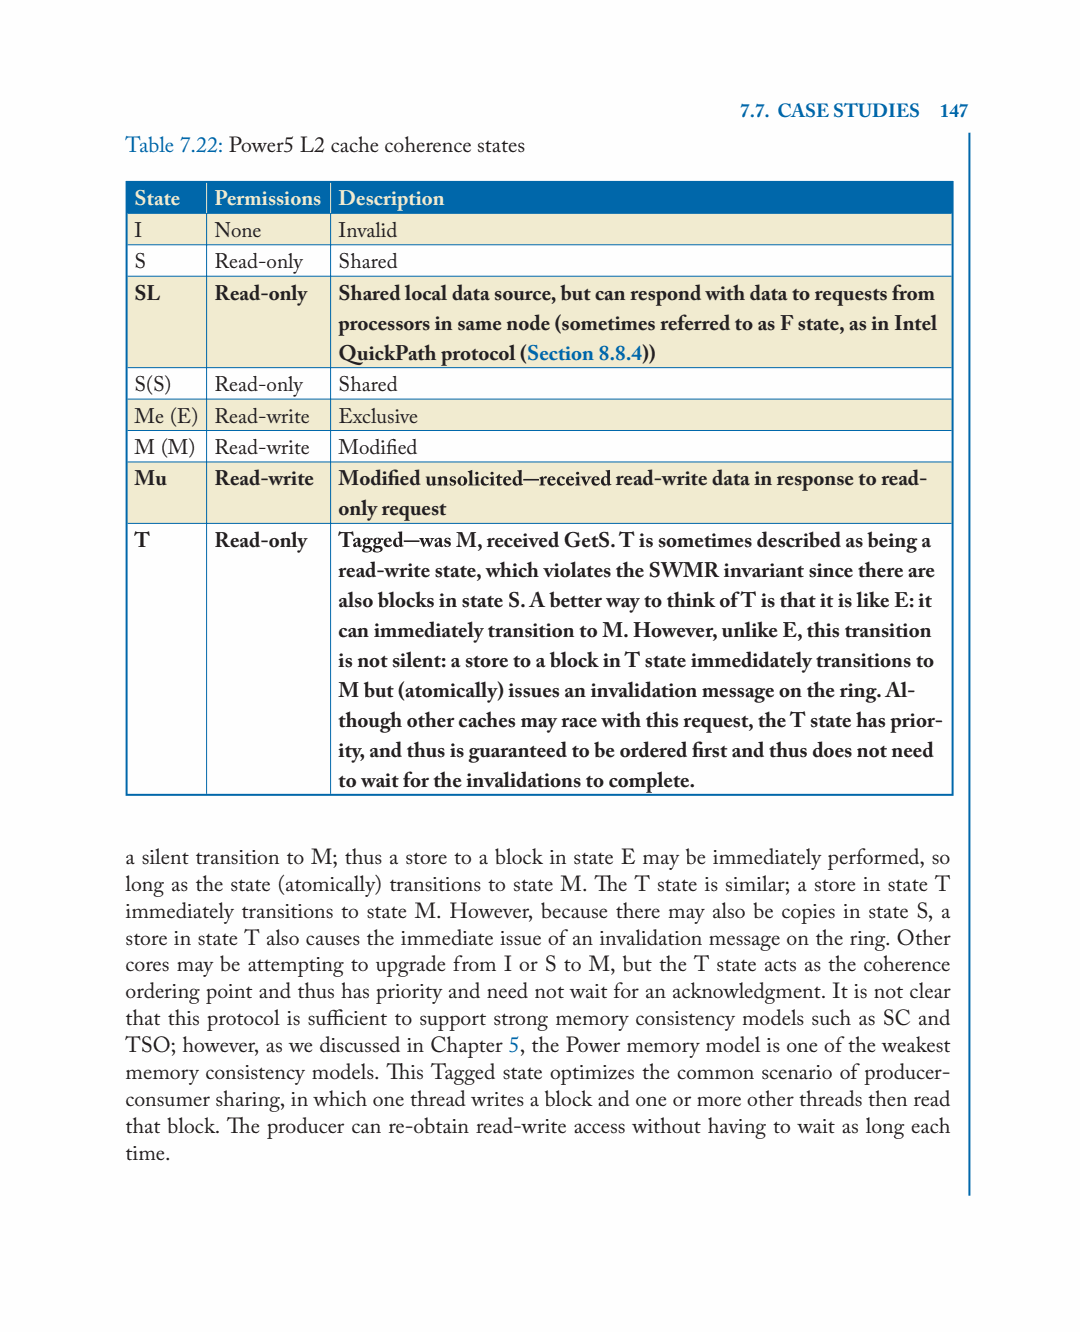 7.7. CASE STUDIES 147
Table 7.22: Power5 L2 cache coherence states
State Permissions Description
I None Invalid
S Read-only Shared
SL Read-only Shared local data source, but can respond with data to requests from
processors in same node (sometimes referred to as F state, as in Intel
QuickPath protocol (Section 8.8.4))
S(S) Read-only Shared
Me (E) Read-write Exclusive
M (M) Read-write Modified
Mu Read-write Modified unsolicited—received read-write data in response to read-
only request
T Read-only Tagged—was M, received GetS. T is sometimes described as being a
read-write state, which violates the SWMR invariant since there are
also blocks in state S. A better way to think of T is that it is like E: it
can immediately transition to M. However, unlike E, this transition
is not silent: a store to a block in T state immedidately transitions to
M but (atomically) issues an invalidation message on the ring. Al-
though other caches may race with this request, the T state has prior-
ity, and thus is guaranteed to be ordered first and thus does not need
to wait for the invalidations to complete.
a silent transition to M; thus a store to a block in state E may be immediately performed, so
long as the state (atomically) transitions to state M. The T state is similar; a store in state T
immediately transitions to state M. However, because there may also be copies in state S, a
store in state T also causes the immediate issue of an invalidation message on the ring. Other
cores may be attempting to upgrade from I or S to M, but the T state acts as the coherence
ordering point and thus has priority and need not wait for an acknowledgment. It is not clear
that this protocol is sufficient to support strong memory consistency models such as SC and
TSO; however, as we discussed in Chapter 5, the Power memory model is one of the weakest
memory consistency models. This Tagged state optimizes the common scenario of producer-
consumer sharing, in which one thread writes a block and one or more other threads then read
that block. The producer can re-obtain read-write access without having to wait as long each
time.